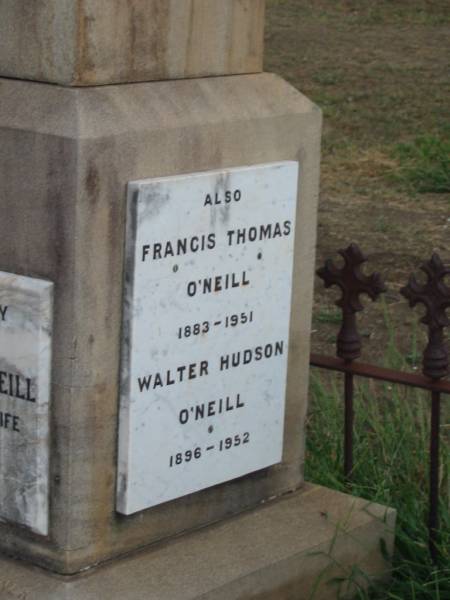 ALSO
FRANCIS THOMAS
O'NEILL
1883-1951
WALTER HUDSON
O'NEILL
1896-1952
Y
EILL
IFE